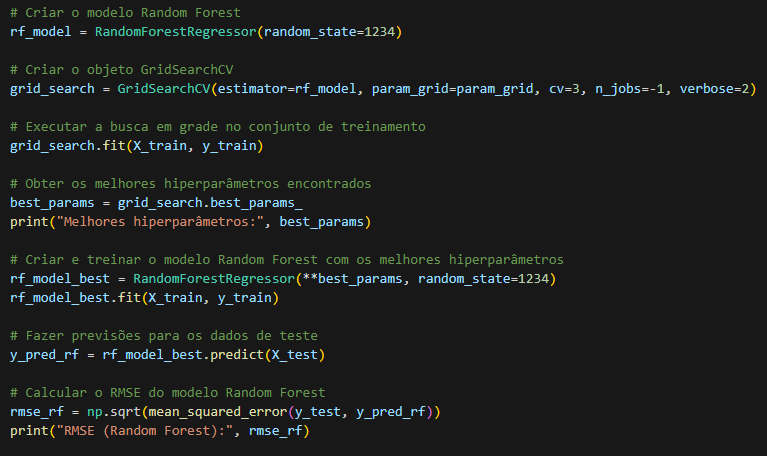 # Criar o modelo Random Forest
rf_model = RandomForestRegressor(random_state=1234)
# Criar o objeto GridSearchCV
grid_search = GridSearchCV(estimator=rf_model, param_grid=param_grid, cv=3, n_jobs=-1, verbose=2)
# Executar a busca em grade no conjunto de treinamento
grid_search.fit(X_train, y_train)
# Obter os melhores hiperparâmetros encontrados
best_params = grid_search.best_params_
print("Melhores hiperparâmetros:", best_params)
# Criar e treinar o modelo Random Forest com os melhores hiperparâmetros
rf_model_best = RandomForestRegressor(**best_params, random_state=1234)
rf_model_best.fit(X_train, y_train)
# Fazer previsões para os dados de teste
y_pred_rf = rf_model_best.predict(X_test)
# Calcular o RMSE do modelo Random Forest
rmse_rf = np.sqrt(mean_squared_error(y_test, y_pred_rf))
print("RMSE (Random Forest):", rmse_rf)